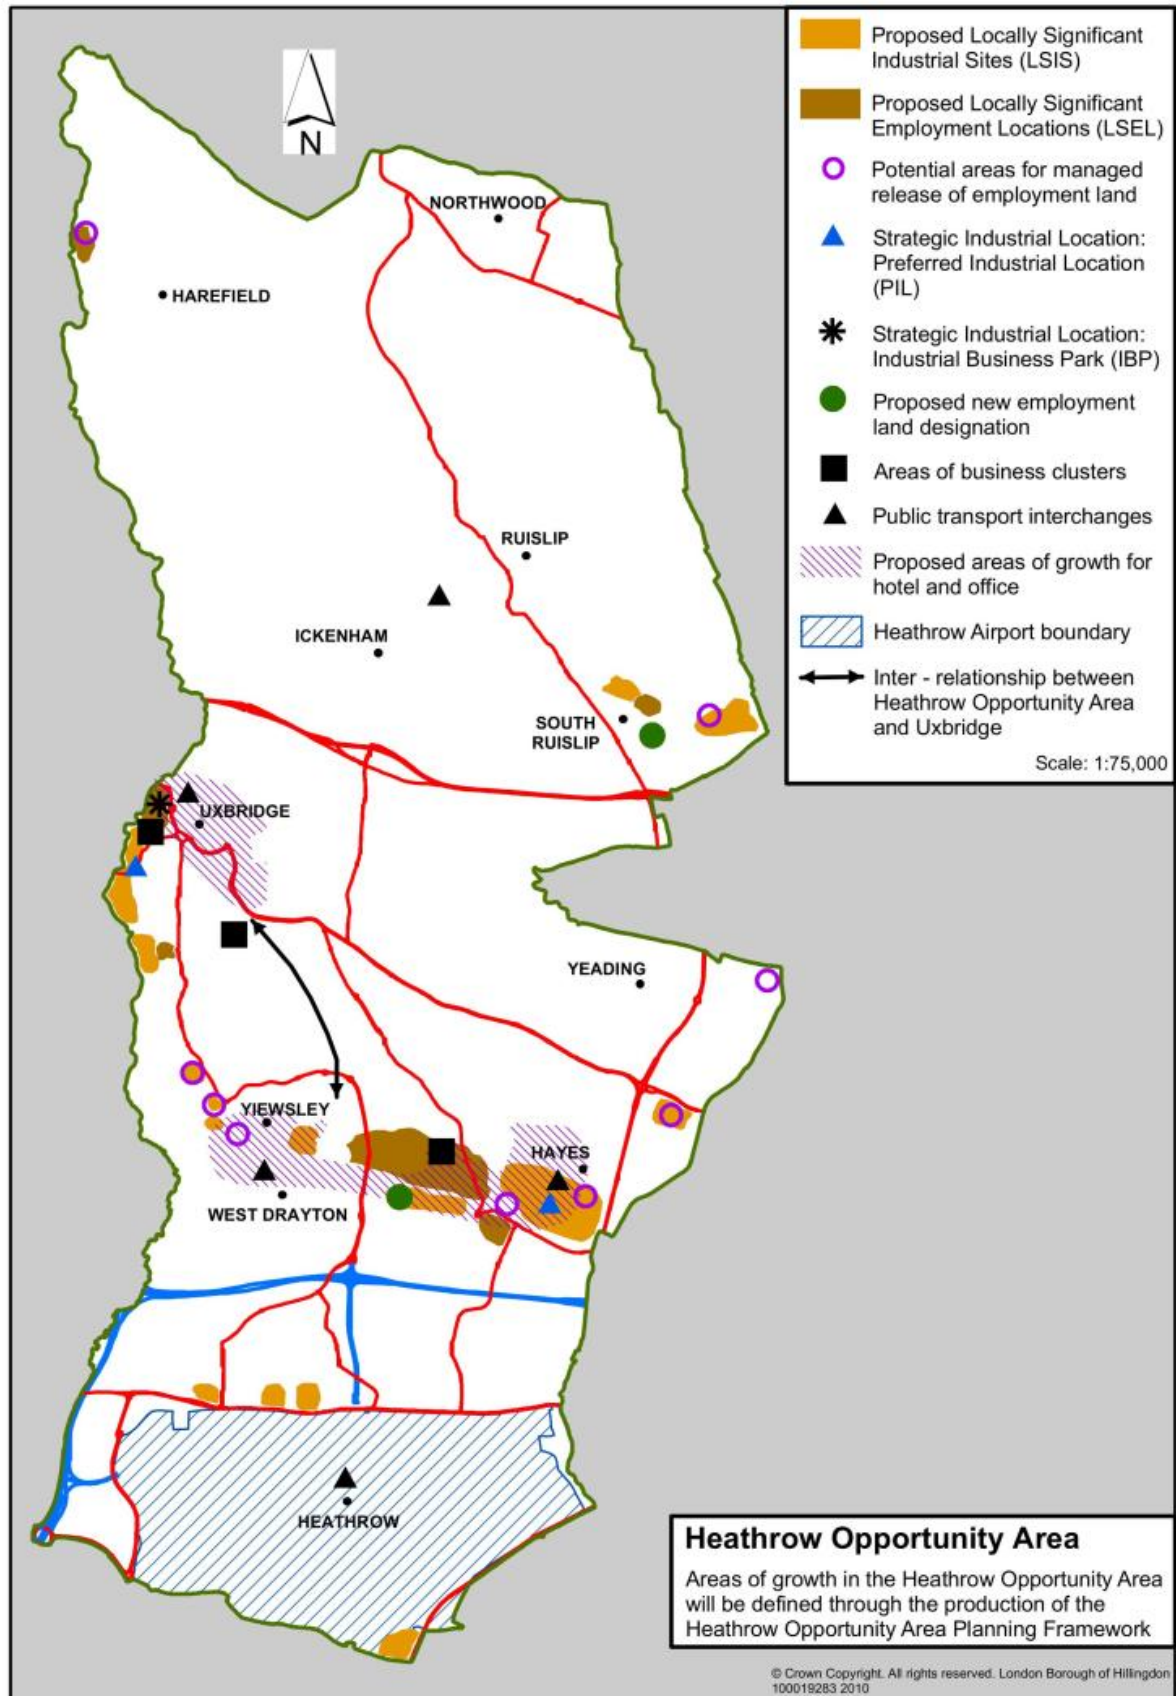 Proposed Locally Significant
Industrial Sites (LSIS)
Proposed Locally Significant
Employment Locations (LSEL)
Potential areas for managed
release of employment land
Strategic Industrial Location:
Preferred Industrial Location
(PIL)
Strategic Industrial Location:
Industrial Business Park (IBP)
Proposed new employment
land designation
Areas of business clusters
Public transport interchanges
Proposed areas of growth for
hotel and office
Heathrow Airport boundary
Inter - relationship between
Heathrow Opportunity Area
and Uxbridge
Scale: 1:75,000
N
NORTHWOOD
HAREFIELD
RUISLIP
ICKENHAM
SOUTH
RUISLIP
UXBRIDGE
YEADING
YIEWSLEY
HAYES
WEST DRAYTON
HEATHROW
Heathrow Opportunity Area
Areas of growth in the Heathrow Opportunity Area
will be defined through the production of the
Heathrow Opportunity Area Planning Framework
© Crown Copyright. All rights reserved. London Borough of Hillingdon
100019283 2010